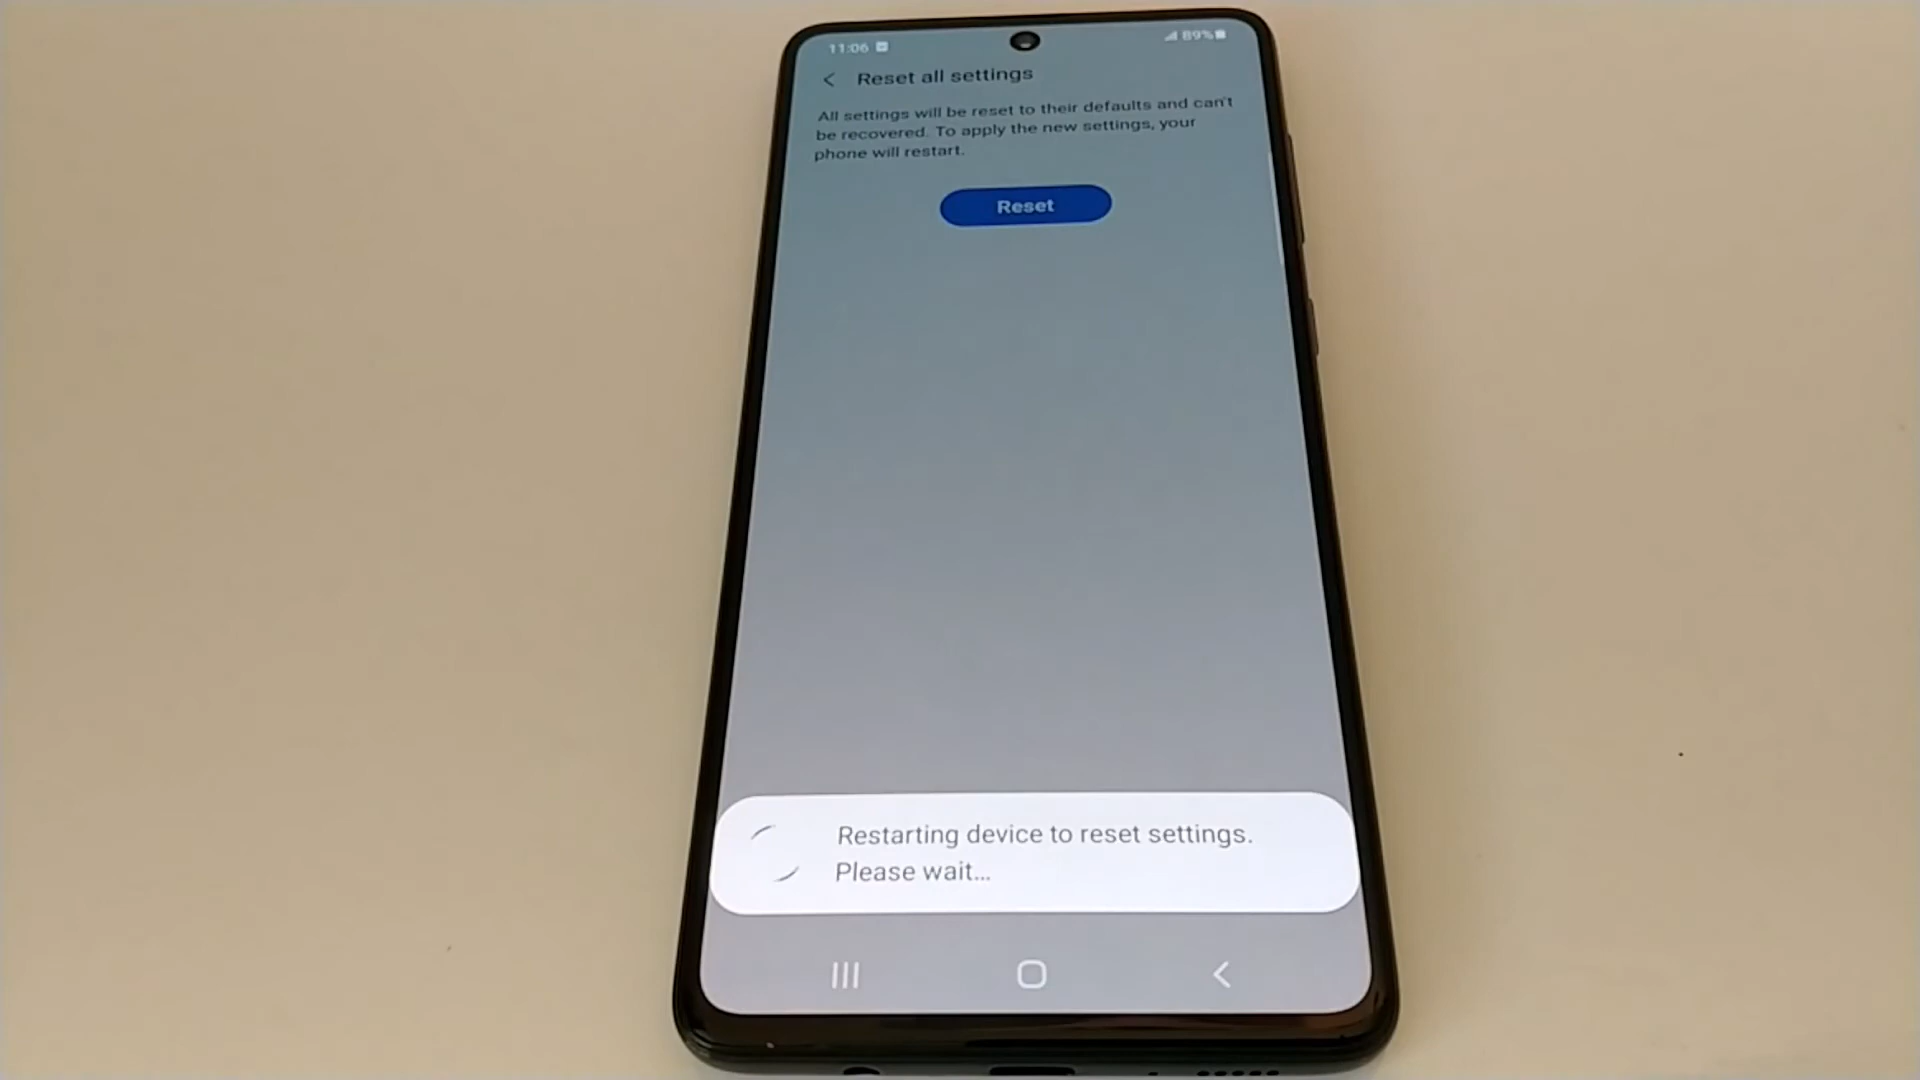 11:06
89%
Reset all settings
All settings will be reset to their defaults and can't
be recovered. To apply the new settings, your
phone will restart.
Reset
Restarting device to reset settings.
Please wait...